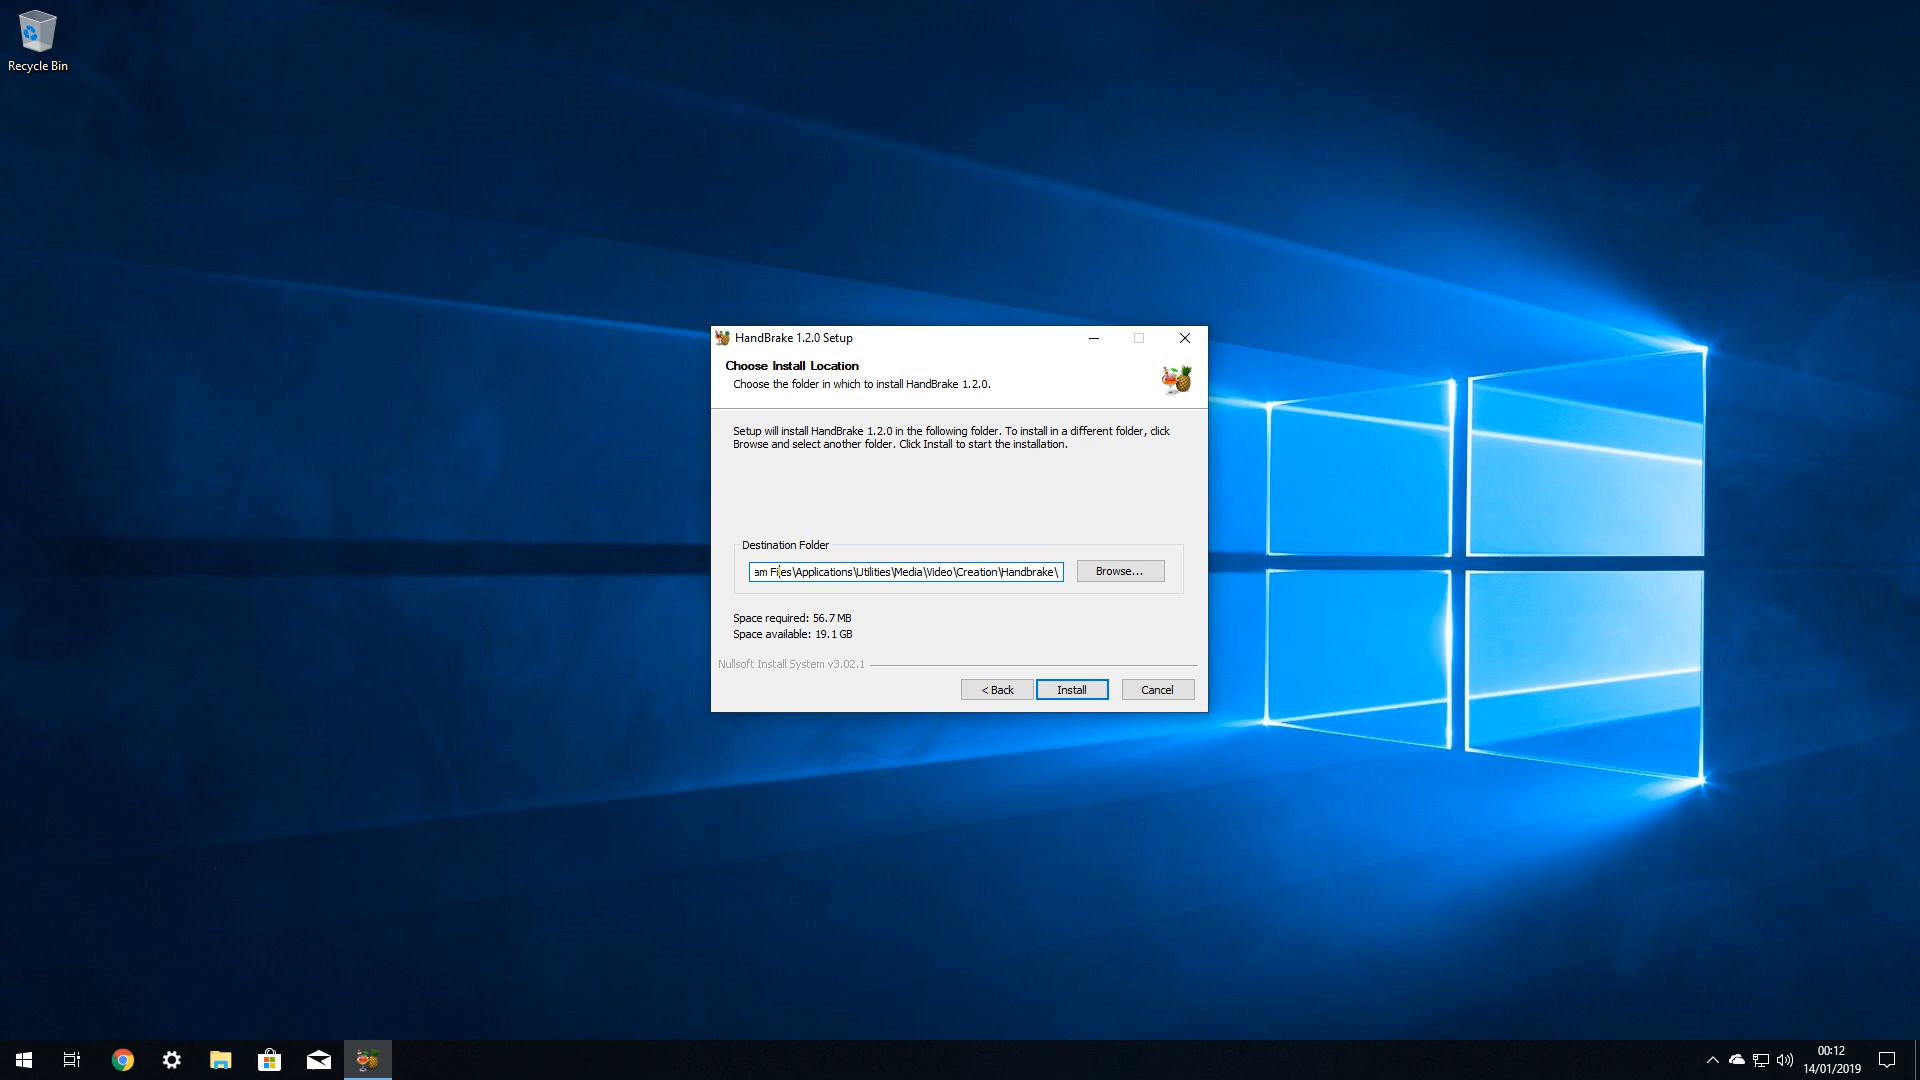 Recycle Bin
HandBrake 1.2.0 Setup
Choose Install Location
Choose the folder in which to install HandBrake 1.2.0.
Setup will install HandBrake 1.2.0 in the following folder. To install in a different folder, click
Browse and select another folder. Click Install to start the installation.
Destination Folder
am Files\Applications\Utilities\Media\Video\Creation\Handbrake\
Browse...
Space required: 56.7 MB
Space available: 19.1 GB
Nullsoft Install System v3.02.1
< Back
Install
Cancel
00:12
14/01/2019